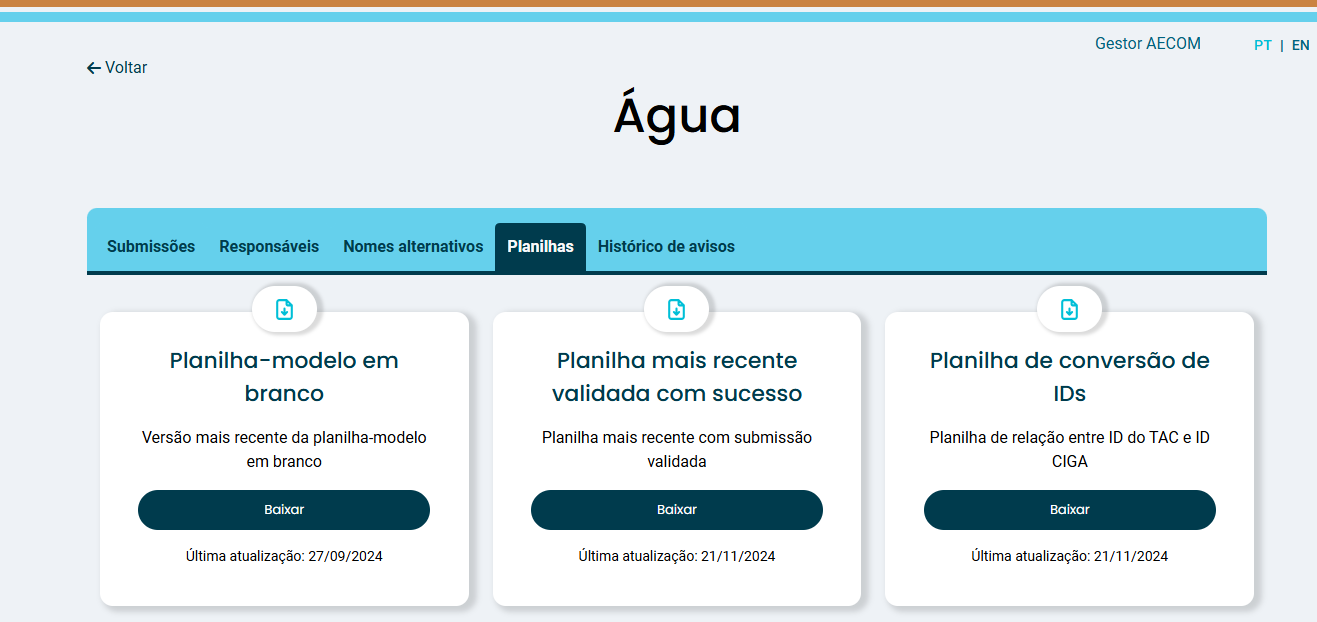 Gestor AECOM
PT | EN
Voltar
Água
Submissões
Responsáveis
Nomes alternativos
Planilhas
Histórico de avisos
Planilha-modelo em
branco
Versão mais recente da planilha-modelo
em branco
Baixar
Última atualização: 27/09/2024
Planilha mais recente
validada com sucesso
Planilha mais recente com submissão
validada
Baixar
Última atualização: 21/11/2024
Planilha de conversão de
IDs
Planilha de relação entre ID do TAC e ID
CIGA
Baixar
Última atualização: 21/11/2024